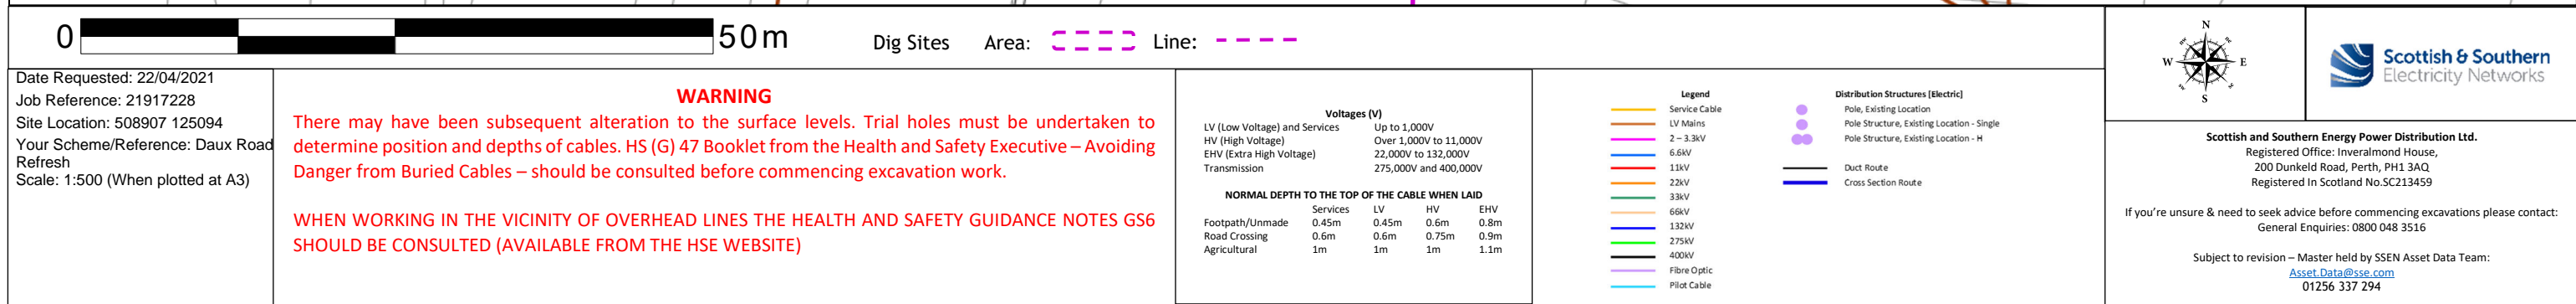 0
50m
Dig Sites Area: Line:
Date Requested: 22/04/2021
Job Reference: 21917228
Site Location: 508907 125094
Your Scheme/Reference: Daux Road
Refresh
Scale: 1:500 (When plotted at A3)
WARNING
There may have been subsequent alteration to the surface levels. Trial holes must be undertaken to
determine position and depths of cables. HS (G) 47 Booklet from the Health and Safety Executive – Avoiding
Danger from Buried Cables – should be consulted before commencing excavation work.
WHEN WORKING IN THE VICINITY OF OVERHEAD LINES THE HEALTH AND SAFETY GUIDANCE NOTES GS6
SHOULD BE CONSULTED (AVAILABLE FROM THE HSE WEBSITE)
Voltages (V)
LV (Low Voltage) and Services Up to 1,000V
HV (High Voltage) Over 1,000V to 11,000V
EHV (Extra High Voltage) 22,000V to 132,000V
Transmission 275,000V and 400,000V
NORMAL DEPTH TO THE TOP OF THE CABLE WHEN LAID
Services LV HV EHV
Footpath/Unmade 0.45m 0.45m 0.6m 0.8m
Road Crossing 0.6m 0.6m 0.75m 0.9m
Agricultural 1m 1m 1m 1.1m
Legend
Service Cable
LV Mains
2 – 3.3kV
6.6kV
11kV
22kV
33kV
66kV
132kV
275kV
400kV
Fibre Optic
Pilot Cable
Distribution Structures [Electric]
Pole, Existing Location
Pole Structure, Existing Location - Single
Pole Structure, Existing Location - H
Duct Route
Cross Section Route
N
W E
S
Scottish & Southern
Electricity Networks
Scottish and Southern Energy Power Distribution Ltd.
Registered Office: Inveralmond House,
200 Dunkeld Road, Perth, PH1 3AQ
Registered In Scotland No.SC213459
If you're unsure & need to seek advice before commencing excavations please contact:
General Enquiries: 0800 048 3516
Subject to revision – Master held by SSEN Asset Data Team:
Asset.Data@sse.com
01256 337 294